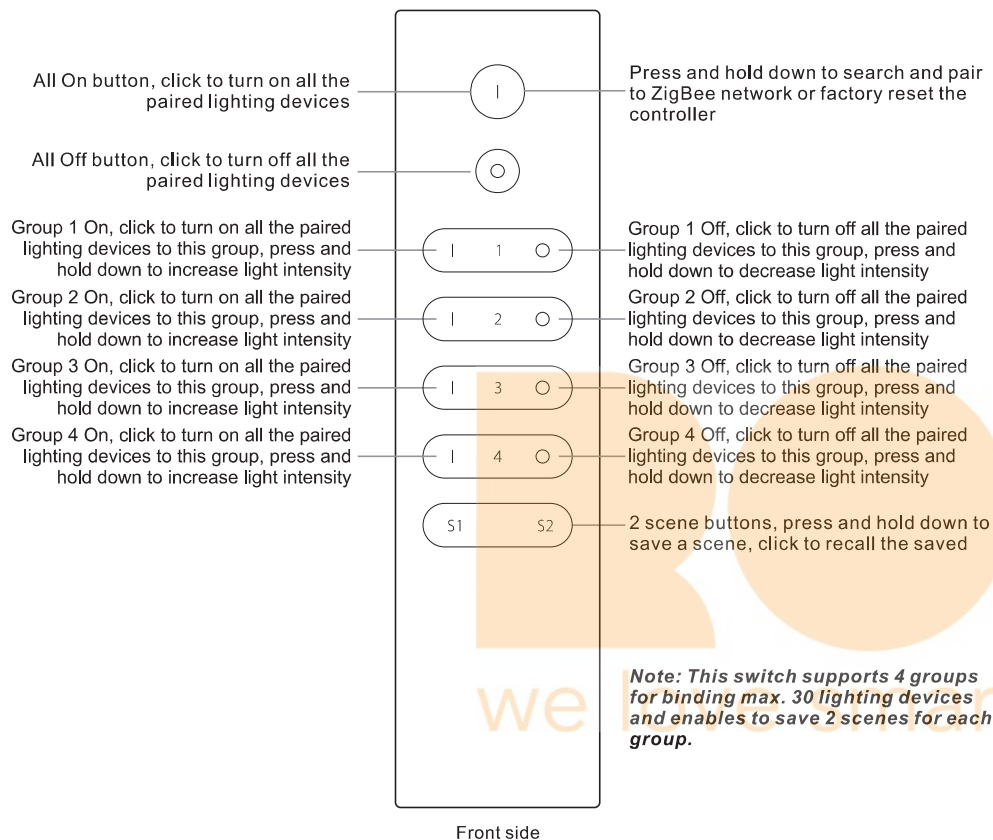 All On button, click to turn on all the
paired lighting devices
I
Press and hold down to search and pair
to ZigBee network or factory reset the
controller
All Off button, click to turn off all the
paired lighting devices
O
Group 1 On, click to turn on all the paired
lighting devices to this group, press and
hold down to increase light intensity
I 1 O
Group 1 Off, click to turn off all the paired
lighting devices to this group, press and
hold down to decrease light intensity
Group 2 On, click to turn on all the paired
lighting devices to this group, press and
hold down to increase light intensity
I 2 O
Group 2 Off, click to turn off all the paired
lighting devices to this group, press and
hold down to decrease light intensity
Group 3 On, click to turn on all the paired
lighting devices to this group, press and
hold down to increase light intensity
I 3 O
Group 3 Off, click to turn off all the paired
lighting devices to this group, press and
hold down to decrease light intensity
Group 4 On, click to turn on all the paired
lighting devices to this group, press and
hold down to increase light intensity
I 4 O
Group 4 Off, click to turn off all the paired
lighting devices to this group, press and
hold down to decrease light intensity
S1 S2
2 scene buttons, press and hold down to
save a scene, click to recall the saved
Note: This switch supports 4 groups
for binding max. 30 lighting devices
and enables to save 2 scenes for each
group.
we love smar
Front side